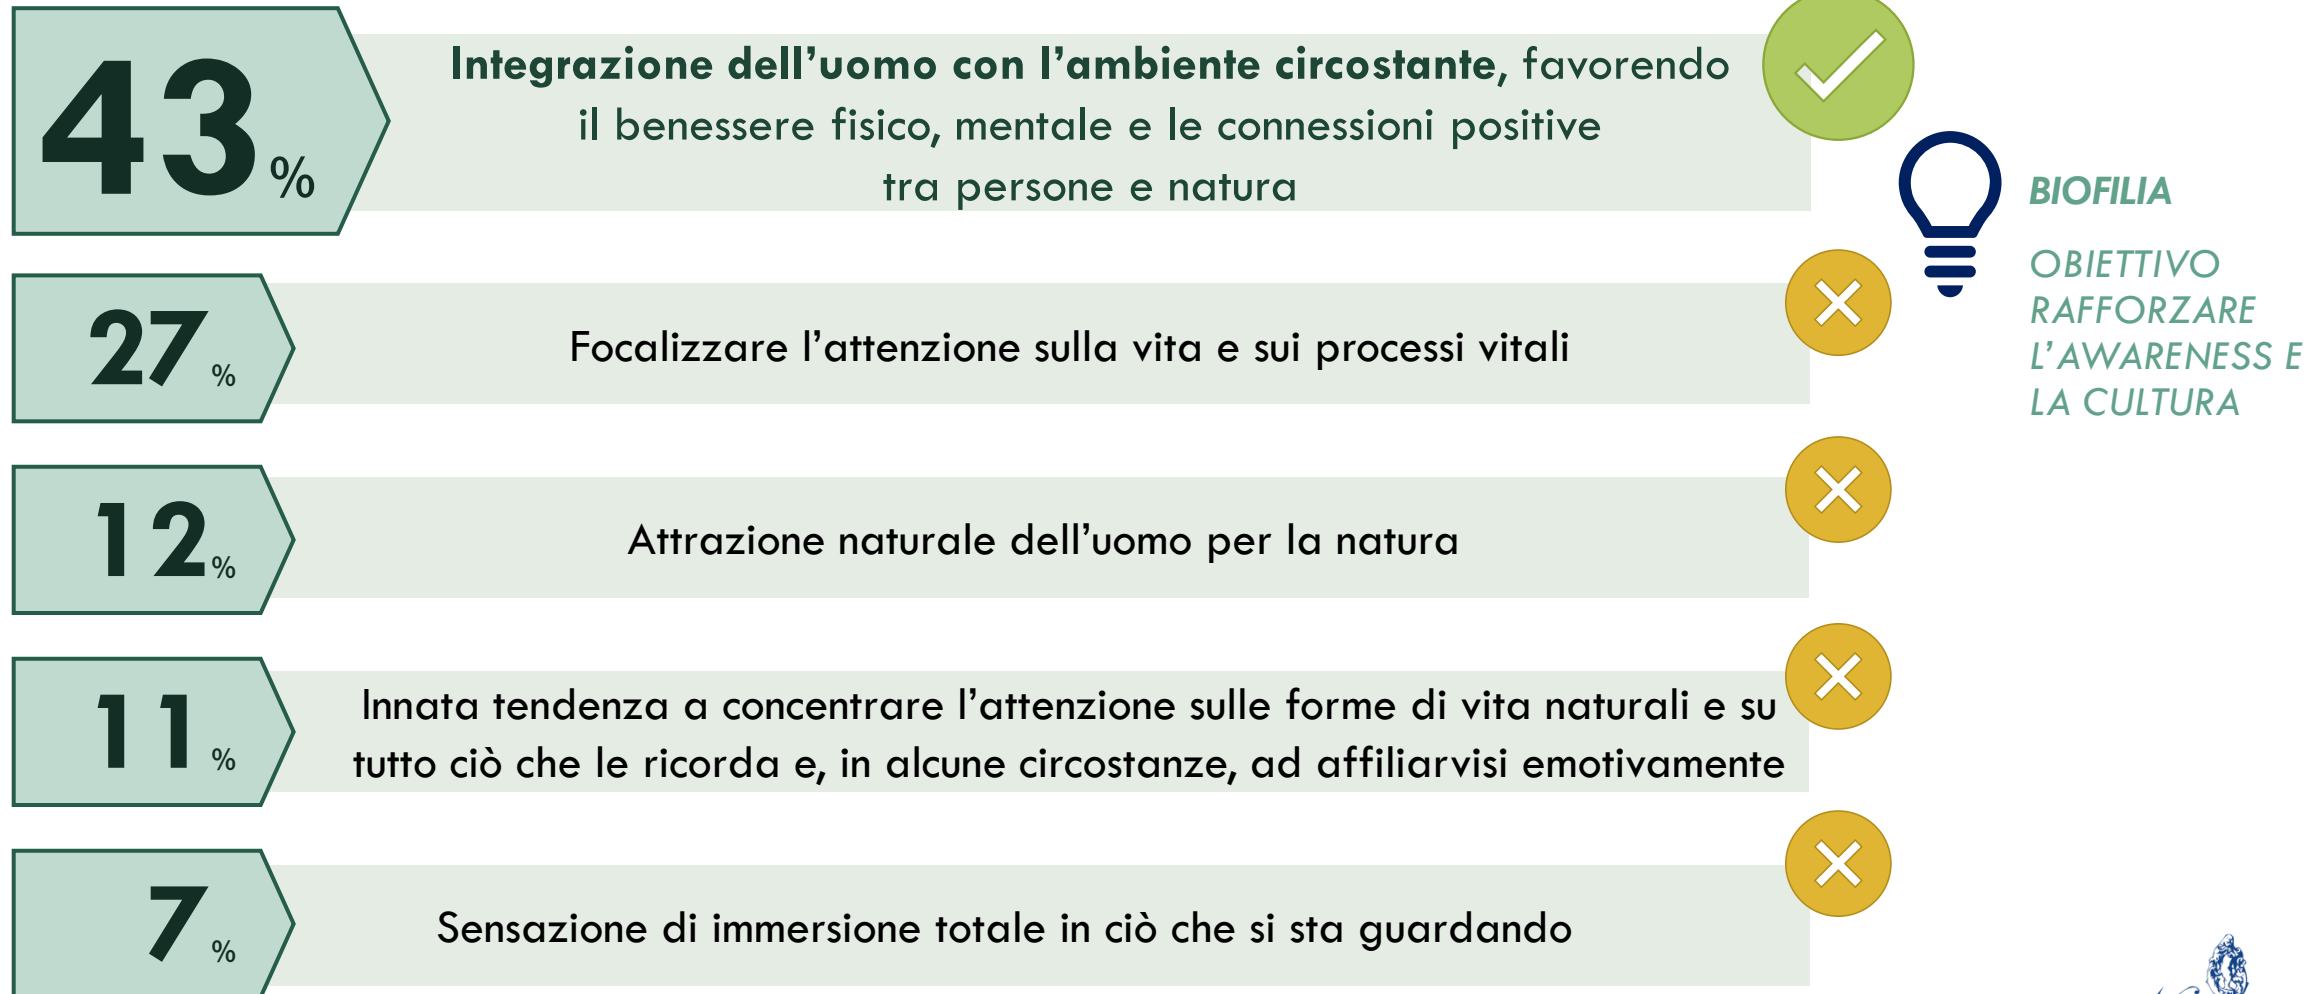 43%
Integrazione dell’uomo con l’ambiente circostante, favorendo
il benessere fisico, mentale e le connessioni positive
tra persone e natura
BIOFILIA
OBIETTIVO
RAFFORZARE
L’AWARENESS E
LA CULTURA
27%
Focalizzare l’attenzione sulla vita e sui processi vitali
12%
Attrazione naturale dell’uomo per la natura
11%
Innata tendenza a concentrare l’attenzione sulle forme di vita naturali e su
tutto ciò che le ricorda e, in alcune circostanze, ad affiliarvisi emotivamente
7%
Sensazione di immersione totale in ciò che si sta guardando